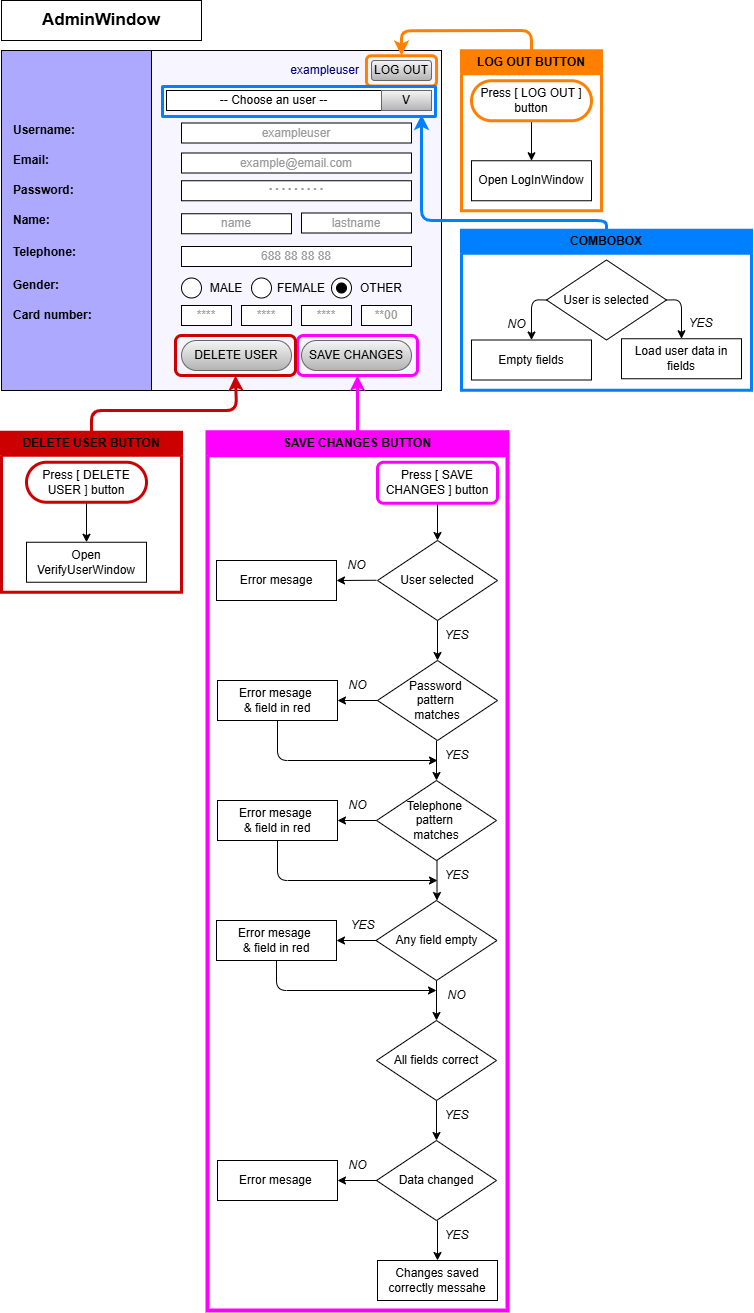 AdminWindow
exampleuser
LOG OUT
-- Choose an user --
V
Username:
exampleuser
Email:
example@email.com
Password:
- - - - - - - - -
Name:
name
lastname
Telephone:
688 88 88 88
Gender:
MALE
FEMALE
OTHER
Card number:
****
****
****
**00
DELETE USER
SAVE CHANGES
LOG OUT BUTTON
Press [ LOG OUT ]
button
Open LogInWindow
COMBOBOX
User is selected
NO
YES
Empty fields
Load user data in
fields
DELETE USER BUTTON
Press [ DELETE
USER ] button
Open
VerifyUserWindow
SAVE CHANGES BUTTON
Press [ SAVE
CHANGES ] button
User selected
NO
Error mesage
YES
Password
pattern
matches
NO
Error mesage
& field in red
YES
Telephone
pattern
matches
NO
Error mesage
& field in red
YES
Any field empty
YES
Error mesage
& field in red
NO
All fields correct
YES
Data changed
NO
Error mesage
YES
Changes saved
correctly messahe